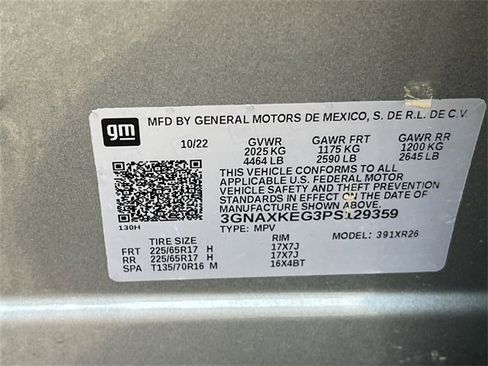 gm
MFD BY GENERAL MOTORS DE MEXICO, S. DE R.L. DE C.V.
10/22 GVWR GAWR FRT GAWR RR
2025 KG 1175 KG 1200 KG
4464 LB 2590 LB 2645 LB
THIS VEHICLE CONFORMS TO ALL
APPLICABLE U.S. FEDERAL MOTOR
VEHICLE SAFETY AND THEFT PREVENTION
STANDARDS IN EFFECT ON THE DATE OF
MANUFACTURE SHOWN ABOVE.
3GNAXKEG3PS129359
130H TYPE: MPV MODEL: 391XR26
TIRE SIZE RIM
FRT 225/65R17 H 17X7J
RR 225/65R17 H 17X7J
SPA T135/70R16 M 16X4BT